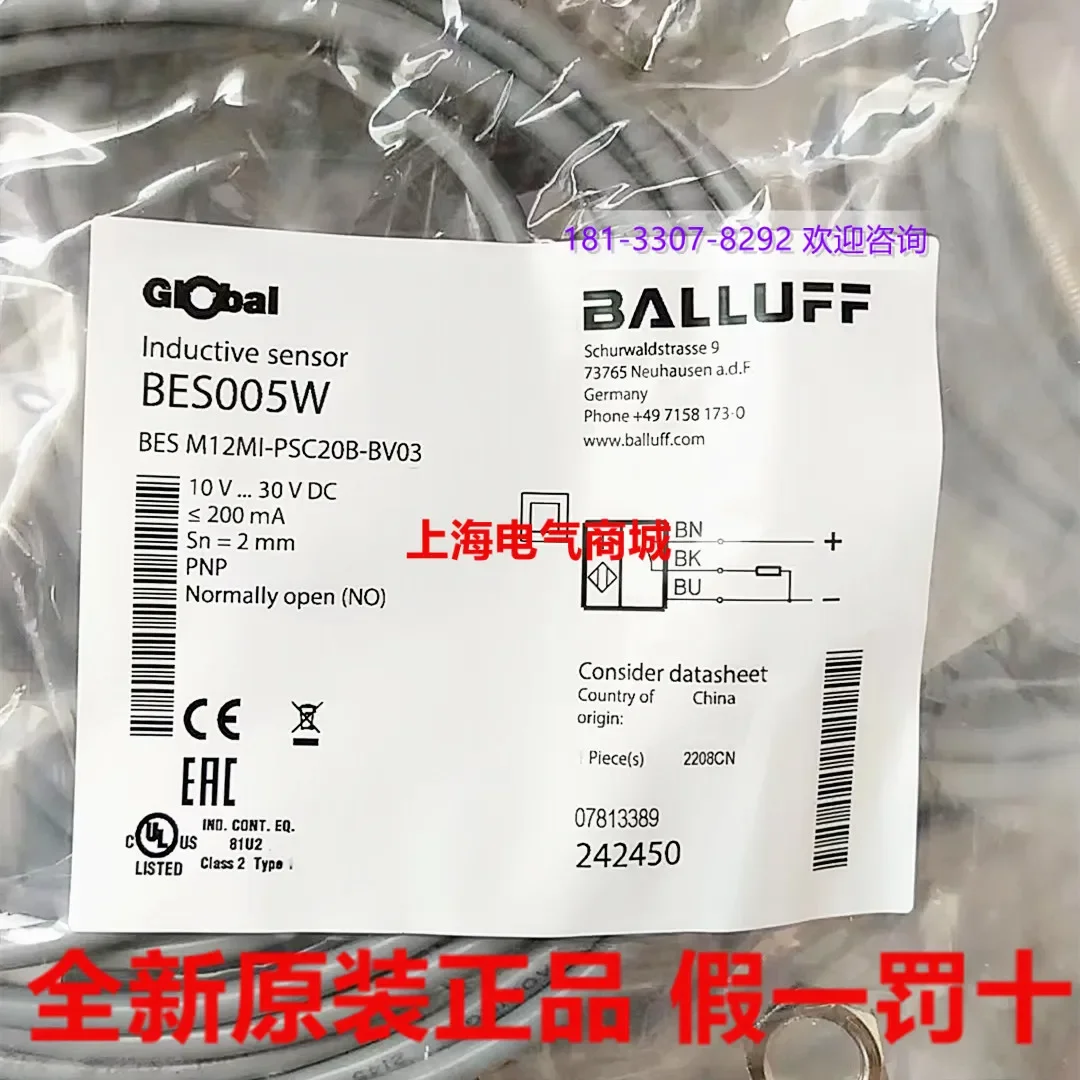 181-3307-8292 欢迎咨询
Global
BALLUFF
Inductive sensor
BES005W
BES M12MI-PSC20B-BV03
Schurwaldstrasse 9
73765 Neuhausen a.d.F
Germany
Phone +49 7158 173-0
www.balluff.com
10 V ... 30 V DC
≤ 200 mA
Sn = 2 mm
PNP
Normally open (NO)
上海电气商城
BN
+
BK
BU
−
Consider datasheet
Country of origin: China
Piece(s) 2208CN
07813389
242450
CE
EAC
C UL US
LISTED
IND. CONT. EQ.
81U2
Class 2 Type
全新原装正品 假一罚十